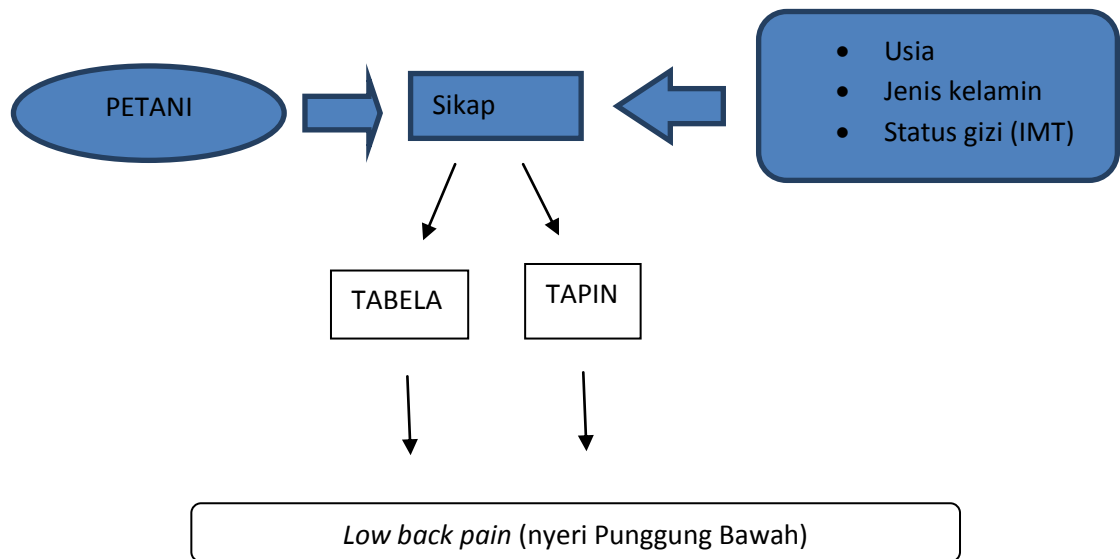 PETANI
Sikap
• Usia
• Jenis kelamin
• Status gizi (IMT)
TABELA
TAPIN
Low back pain (nyeri Punggung Bawah)